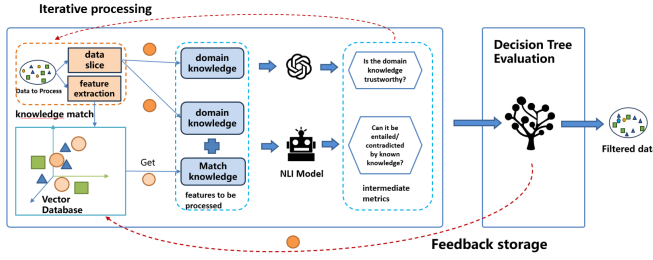 Iterative processing
data
slice
feature
extraction
Data to Process
knowledge match
Vector
Database
Get
domain
knowledge
domain
knowledge
Match
knowledge
features to be
processed
NLI Model
Is the domain
knowledge
trustworthy?
Can it be
entailed/
contradicted
by known
knowledge?
intermediate
metrics
Decision Tree
Evaluation
Filtered dat
Feedback storage